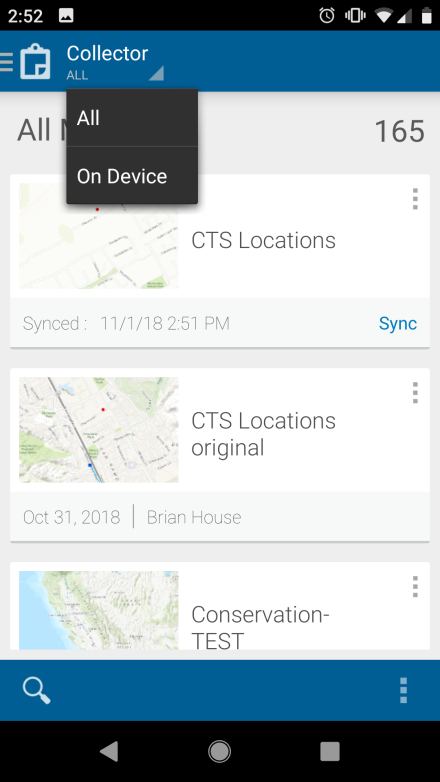 2:52
Collector
ALL
All
On Device
All
165
CTS Locations
Synced : 11/1/18 2:51 PM
Sync
CTS Locations
original
Oct 31, 2018 | Brian House
Conservation-
TEST